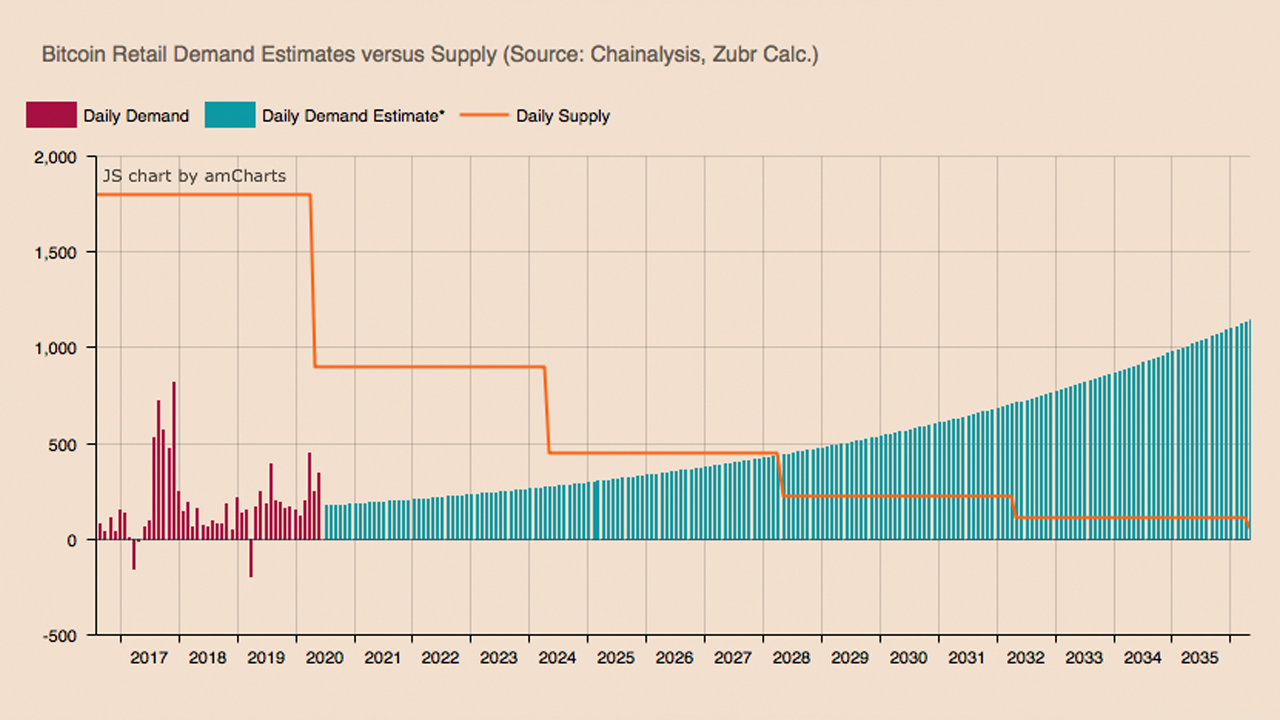 Bitcoin Retail Demand Estimates versus Supply (Source: Chainalysis, Zubr Calc.)
Daily Demand Daily Demand Estimate* Daily Supply
JS chart by amCharts
2,000
1,500
1,000
500
0
-500
2017 2018 2019 2020 2021 2022 2023 2024 2025 2026 2027 2028 2029 2030 2031 2032 2033 2034 2035